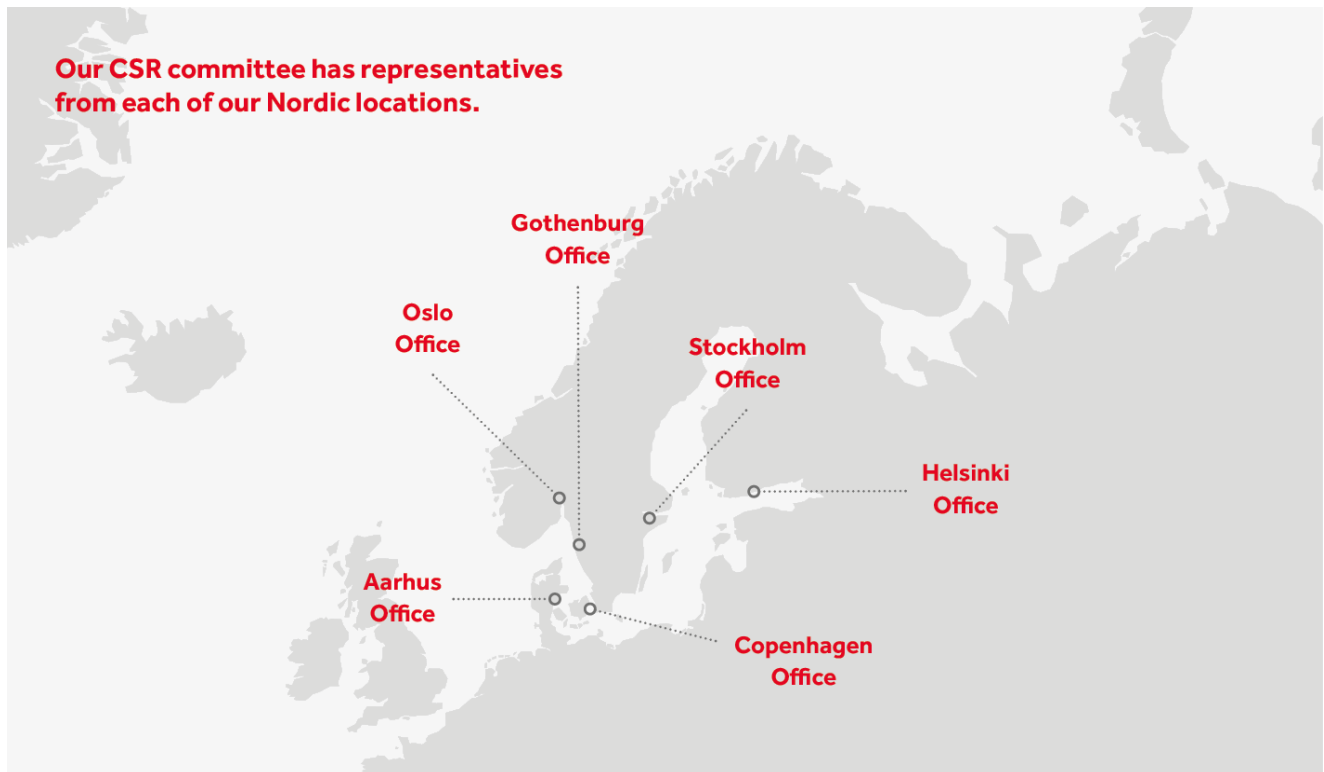 Our CSR committee has representatives
from each of our Nordic locations.
Gothenburg
Office
Oslo
Office
Stockholm
Office
Helsinki
Office
Aarhus
Office
Copenhagen
Office